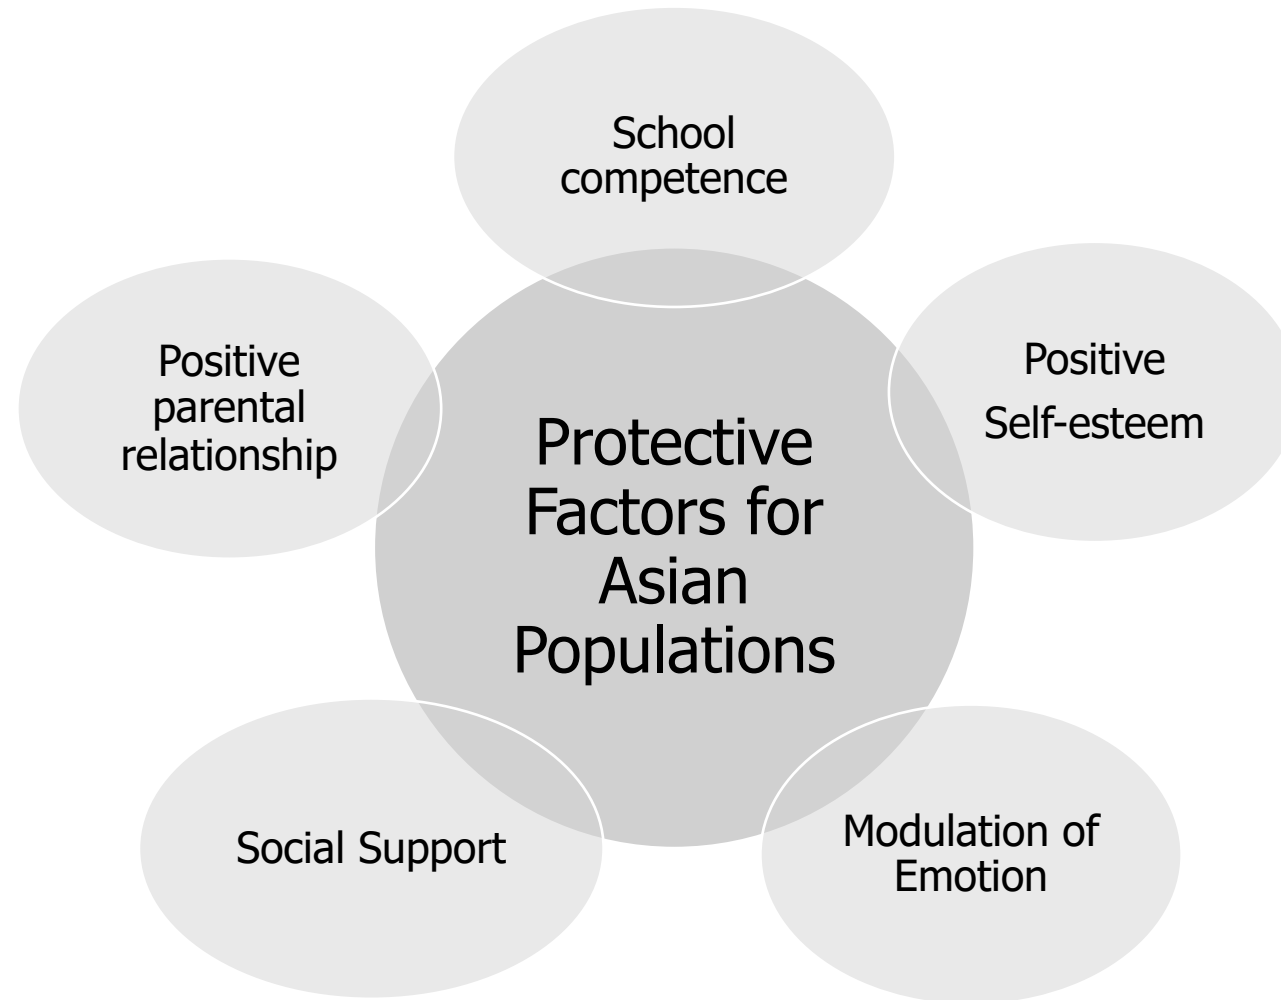 School
competence
Positive
Self-esteem
Modulation of
Emotion
Social Support
Positive
parental
relationship
Protective
Factors for
Asian
Populations